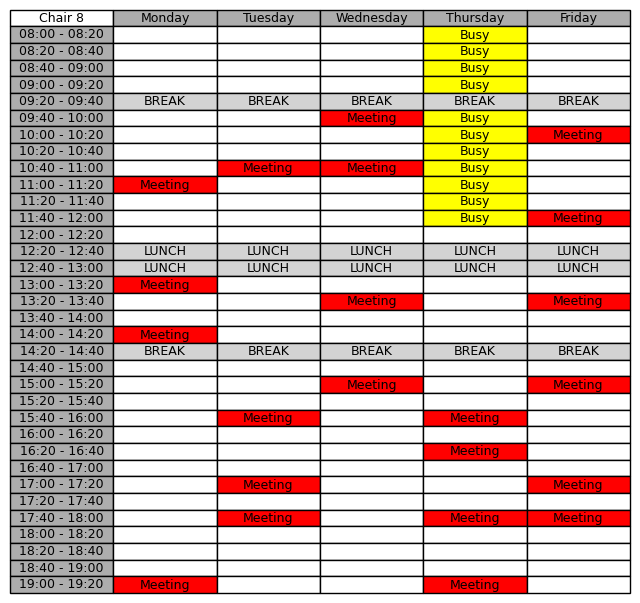 Chair 8 Monday Tuesday Wednesday Thursday Friday
08:00 - 08:20 Busy
08:20 - 08:40 Busy
08:40 - 09:00 Busy
09:00 - 09:20 Busy
09:20 - 09:40 BREAK BREAK BREAK BREAK BREAK
09:40 - 10:00 Meeting Busy
10:00 - 10:20 Busy Meeting
10:20 - 10:40 Busy
10:40 - 11:00 Meeting Meeting Busy
11:00 - 11:20 Meeting Busy
11:20 - 11:40 Busy
11:40 - 12:00 Busy Meeting
12:00 - 12:20
12:20 - 12:40 LUNCH LUNCH LUNCH LUNCH LUNCH
12:40 - 13:00 LUNCH LUNCH LUNCH LUNCH LUNCH
13:00 - 13:20 Meeting
13:20 - 13:40 Meeting Meeting
13:40 - 14:00
14:00 - 14:20 Meeting
14:20 - 14:40 BREAK BREAK BREAK BREAK BREAK
14:40 - 15:00
15:00 - 15:20 Meeting Meeting
15:20 - 15:40
15:40 - 16:00 Meeting Meeting
16:00 - 16:20
16:20 - 16:40 Meeting
16:40 - 17:00
17:00 - 17:20 Meeting Meeting
17:20 - 17:40
17:40 - 18:00 Meeting Meeting Meeting
18:00 - 18:20
18:20 - 18:40
18:40 - 19:00
19:00 - 19:20 Meeting Meeting